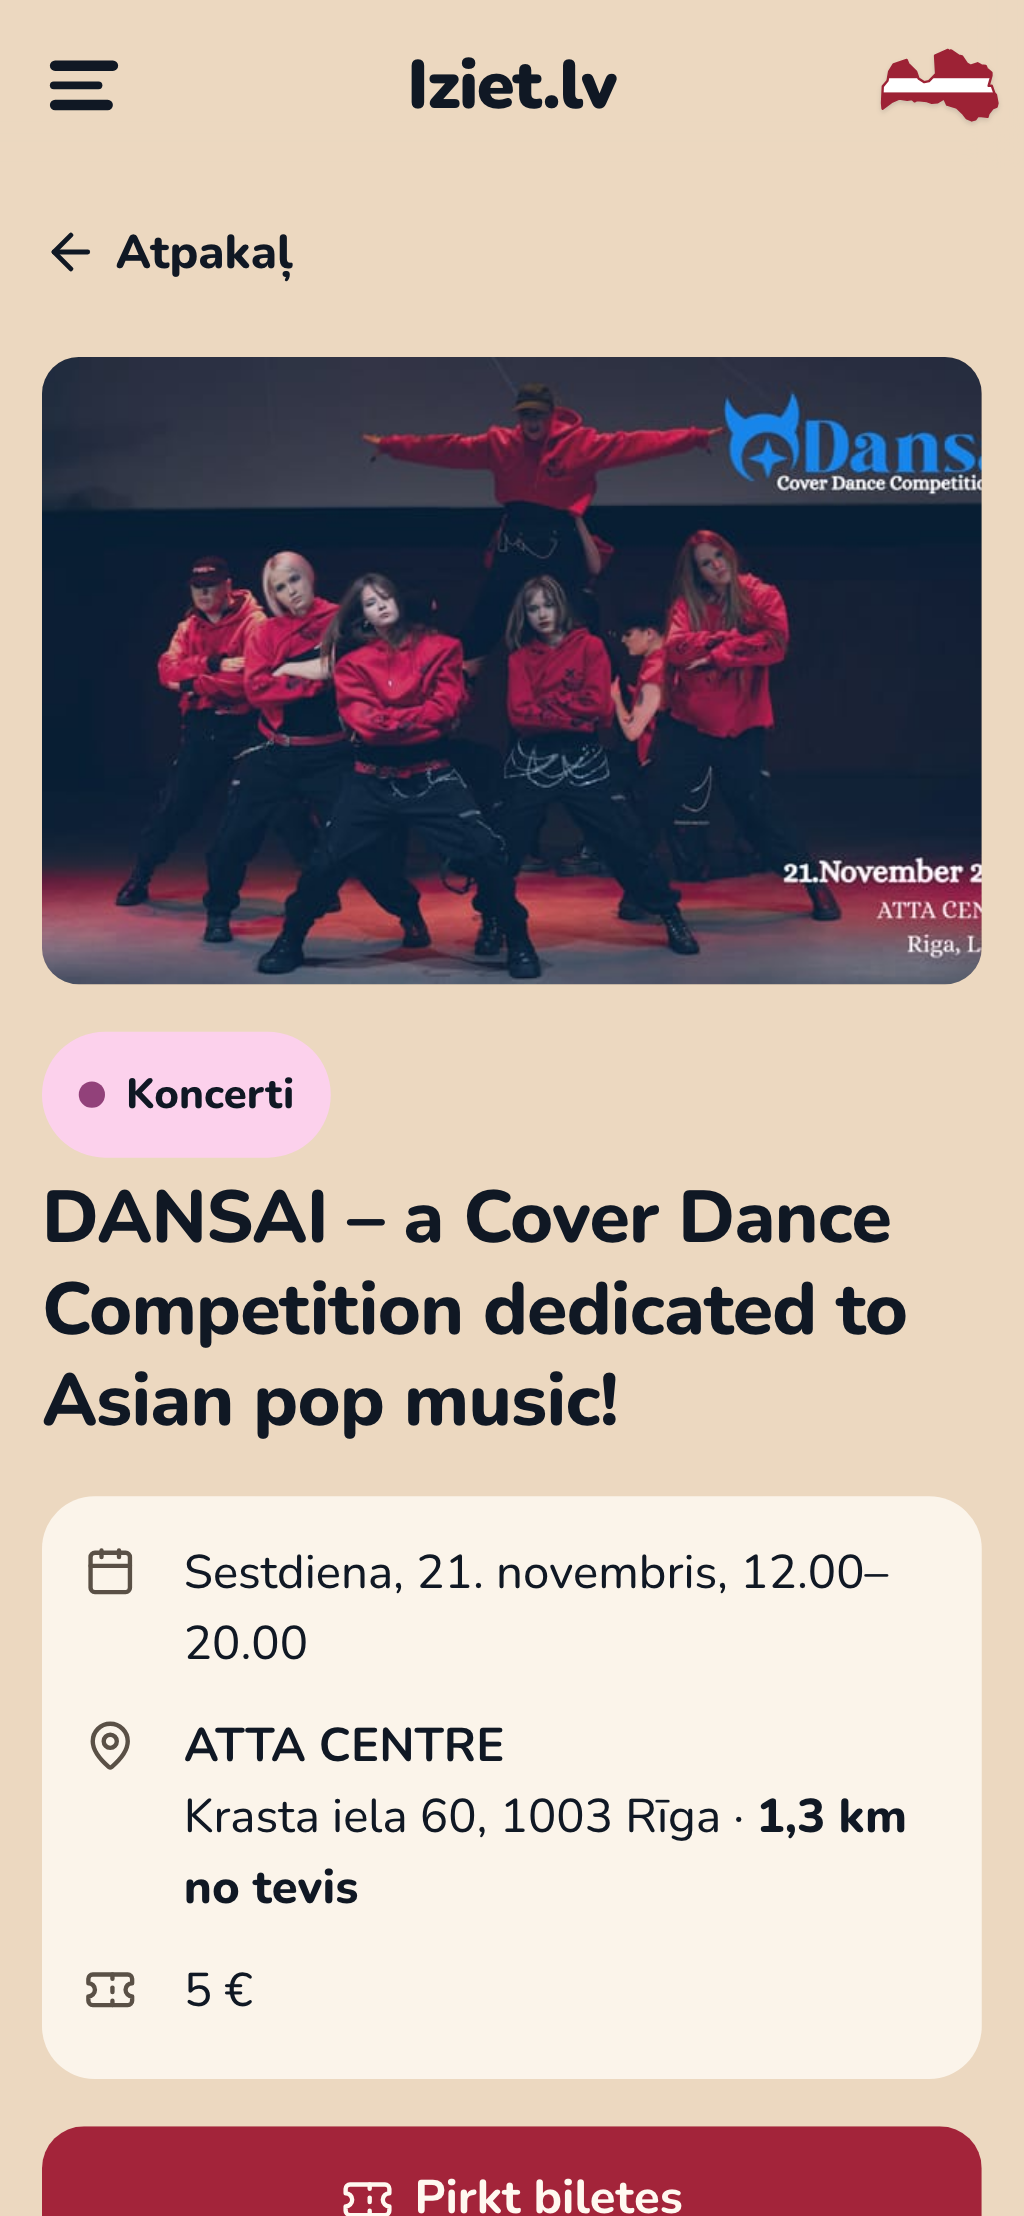 Iziet.lv
Atpakaļ
Dans
Cover Dance Competitio
21.November 2
ATTA CEN
Riga, L
Koncerti
DANSAI – a Cover Dance
Competition dedicated to
Asian pop music!
Sestdiena, 21. novembris, 12.00–
20.00
ATTA CENTRE
Krasta iela 60, 1003 Rīga · 1,3 km
no tevis
5 €
Pirkt biletes